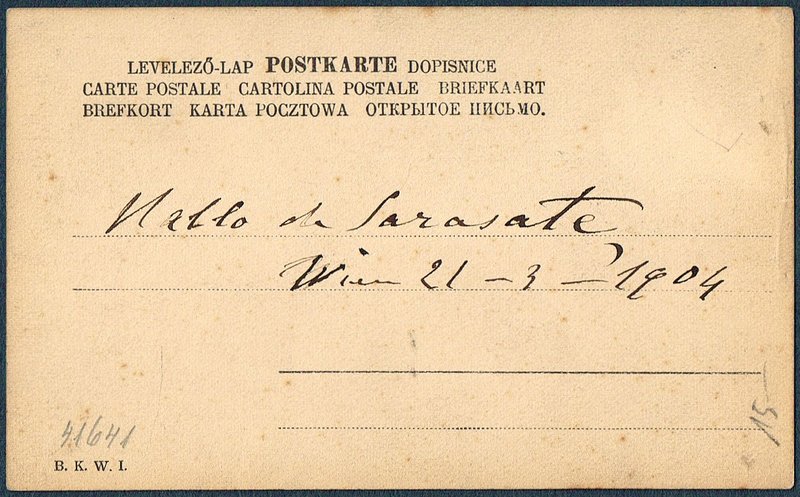 LEVELEZŐ-LAP POSTKARTE DOPISNICE
CARTE POSTALE CARTOLINA POSTALE BRIEFKAART
BREFKORT KARTA POCZTOWA ОТКРЫТОЕ ПИСЬМО.
Pablo de Sarasate
Wien 21 - 3 - 1904
15
41641
B. K. W. I.